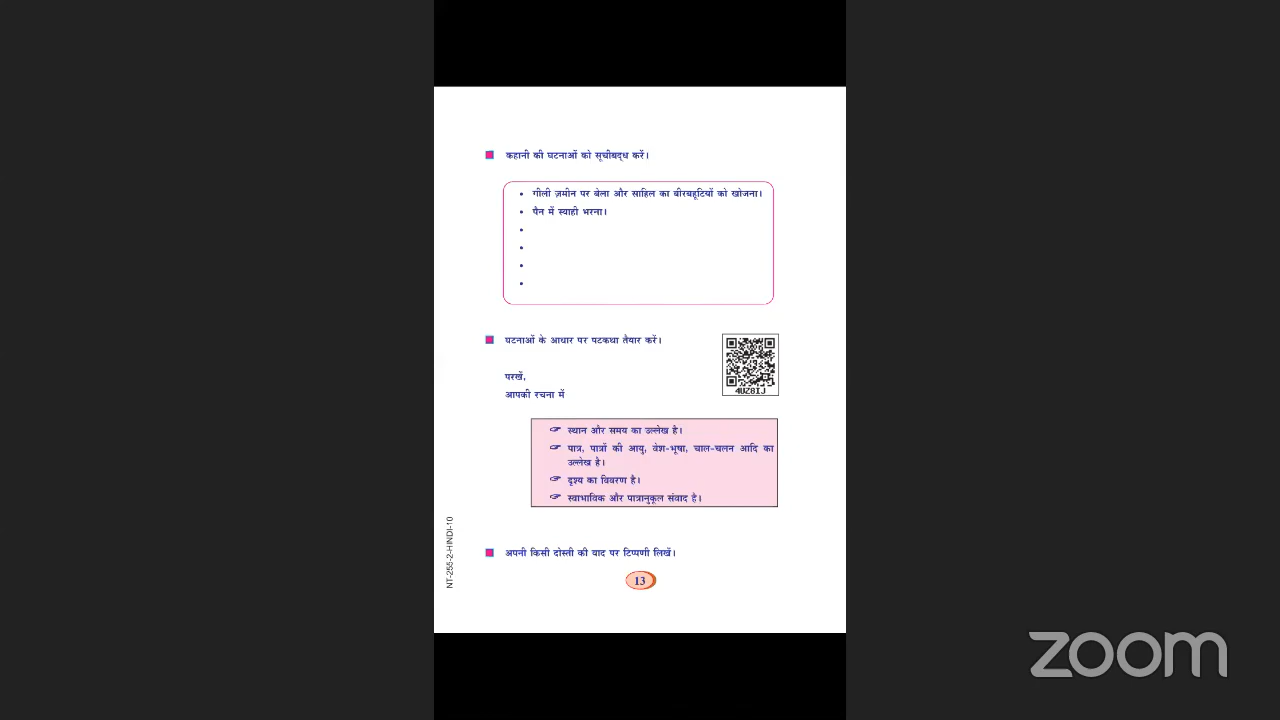 कहानी की घटनाओं को सूचीबद्ध करें।
• गीली ज़मीन पर बेला और साहिल का बीरबहूटियों को खोजना।
• पैन में स्याही भरना।
•
•
•
•
घटनाओं के आधार पर पटकथा तैयार करें।
4UZ8IJ
परखें,
आपकी रचना में
स्थान और समय का उल्लेख है।
पात्र, पात्रों की आयु, वेश-भूषा, चाल-चलन आदि का
उल्लेख है।
दृश्य का विवरण है।
स्वाभाविक और पात्रानुकूल संवाद है।
अपनी किसी दोस्ती की याद पर टिप्पणी लिखें।
13
NT-255-2-HINDI-10
zoom